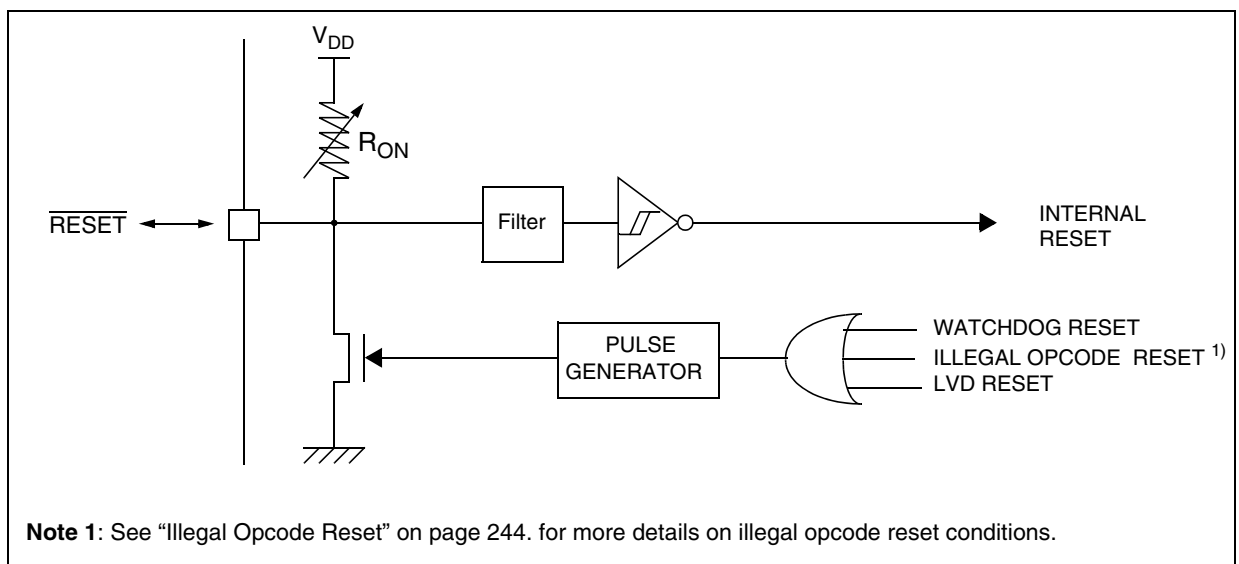 VDD
RON
RESET
Filter
INTERNAL
RESET
WATCHDOG RESET
PULSE
GENERATOR
ILLEGAL OPCODE RESET 1)
LVD RESET
Note 1: See “Illegal Opcode Reset” on page 244. for more details on illegal opcode reset conditions.